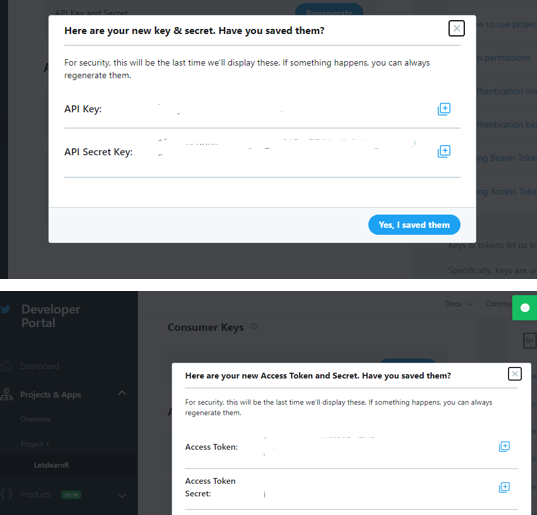 API Key and Secret
Regenerate
Here are your new key & secret. Have you saved them?
For security, this will be the last time we'll display these. If something happens, you can always
regenerate them.
API Key:
API Secret Key:
Yes, I saved them
w to use projec
p permissions
thentication ove
thentication bes
ng Bearer Token
ng Access Toke
Keys & tokens let us kn
Specifically, keys are un
Developer
Portal
Docs
Commu
Consumer Keys
Dashboard
Projects & Apps
Overview
Project 1
LetslearnR
Products
NEW
Here are your new Access Token and Secret. Have you saved them?
For security, this will be the last time we'll display these. If something happens, you can always
regenerate them.
Access Token:
Access Token
Secret: